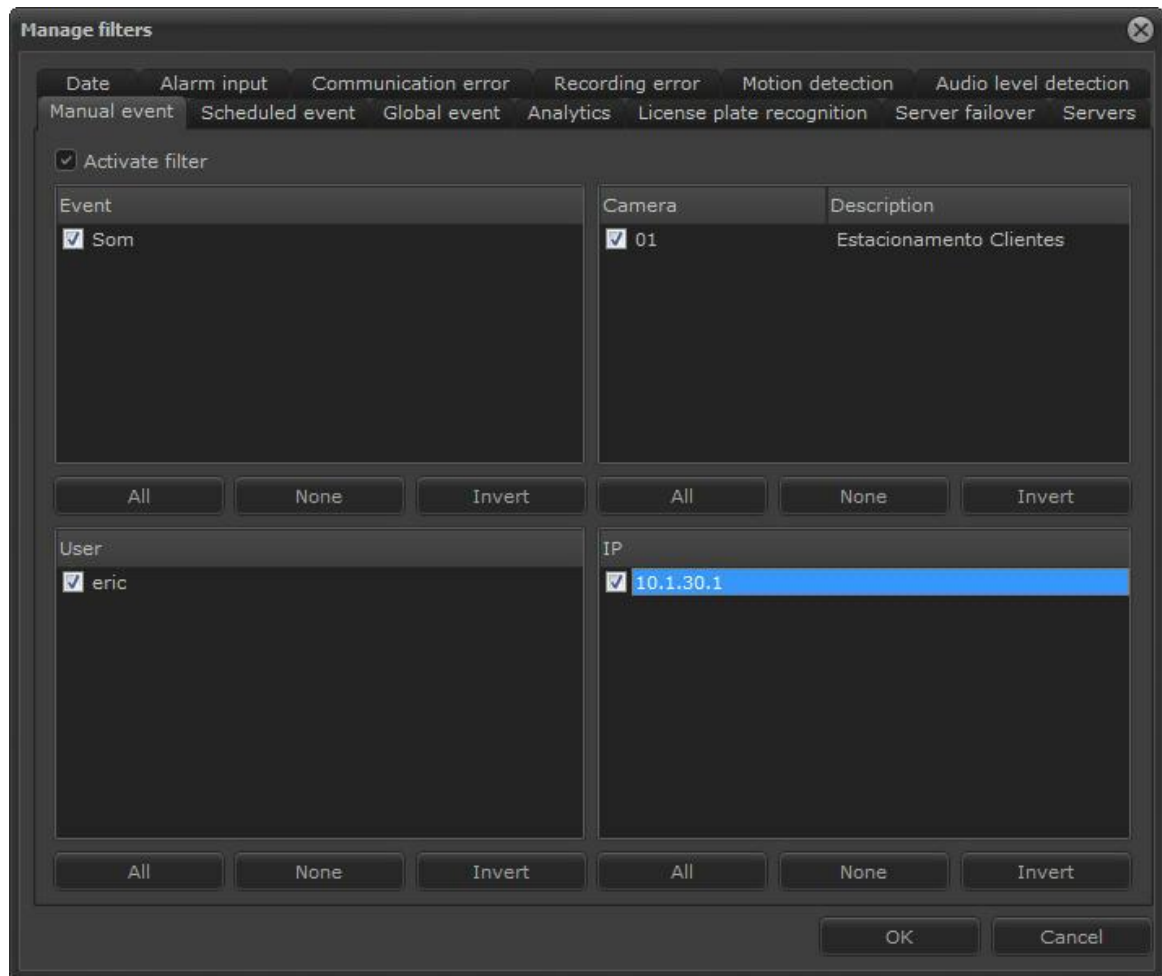 Manage filters
Date Alarm input Communication error Recording error Motion detection Audio level detection
Manual event Scheduled event Global event Analytics License plate recognition Server failover Servers
Activate filter
Event Camera Description
Som 01 Estacionamento Clientes
All None Invert All None Invert
User IP
eric 10.1.30.1
All None Invert All None Invert
OK Cancel